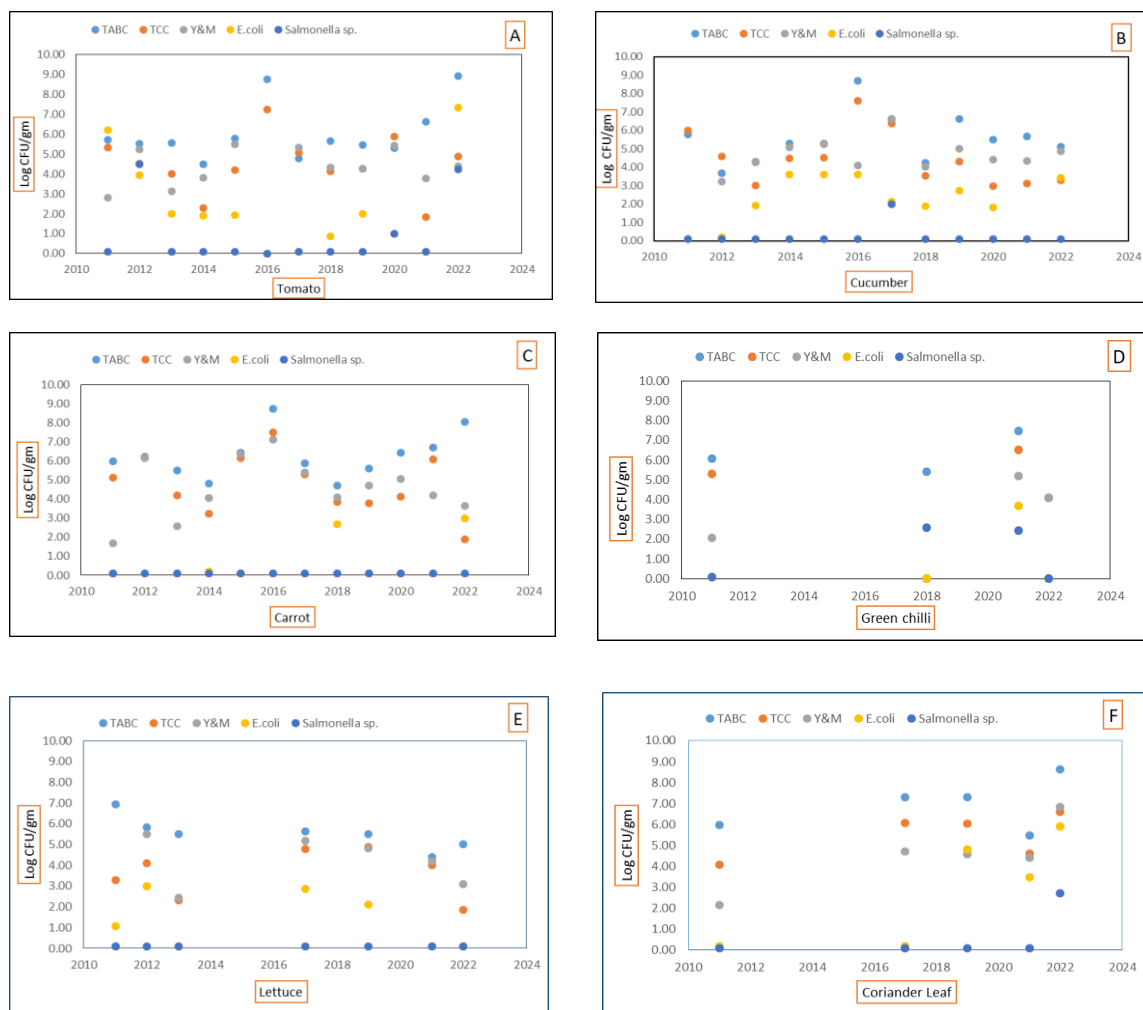 TABC TCC Y&M E.coli Salmonella sp. A
10.00
9.00
8.00
7.00
6.00
5.00
4.00
3.00
2.00
1.00
0.00
Log CFU/gm
2010 2012 2014 2016 2018 2020 2022 2024
Tomato
TABC TCC Y&M E.coli Salmonella sp. B
10.00
9.00
8.00
7.00
6.00
5.00
4.00
3.00
2.00
1.00
0.00
Log CFU/gm
2010 2012 2014 2016 2018 2020 2022 2024
Cucumber
TABC TCC Y&M E.coli Salmonella sp. C
10.00
9.00
8.00
7.00
6.00
5.00
4.00
3.00
2.00
1.00
0.00
Log CFU/gm
2010 2012 2014 2016 2018 2020 2022 2024
Carrot
TABC TCC Y&M E.coli Salmonella sp. D
10.00
9.00
8.00
7.00
6.00
5.00
4.00
3.00
2.00
1.00
0.00
Log CFU/gm
2010 2012 2014 2016 2018 2020 2022 2024
Green chilli
TABC TCC Y&M E.coli Salmonella sp. E
10.00
9.00
8.00
7.00
6.00
5.00
4.00
3.00
2.00
1.00
0.00
Log CFU/gm
2010 2012 2014 2016 2018 2020 2022 2024
Lettuce
TABC TCC Y&M E.coli Salmonella sp. F
10.00
9.00
8.00
7.00
6.00
5.00
4.00
3.00
2.00
1.00
0.00
Log CFU/gm
2010 2012 2014 2016 2018 2020 2022 2024
Coriander Leaf